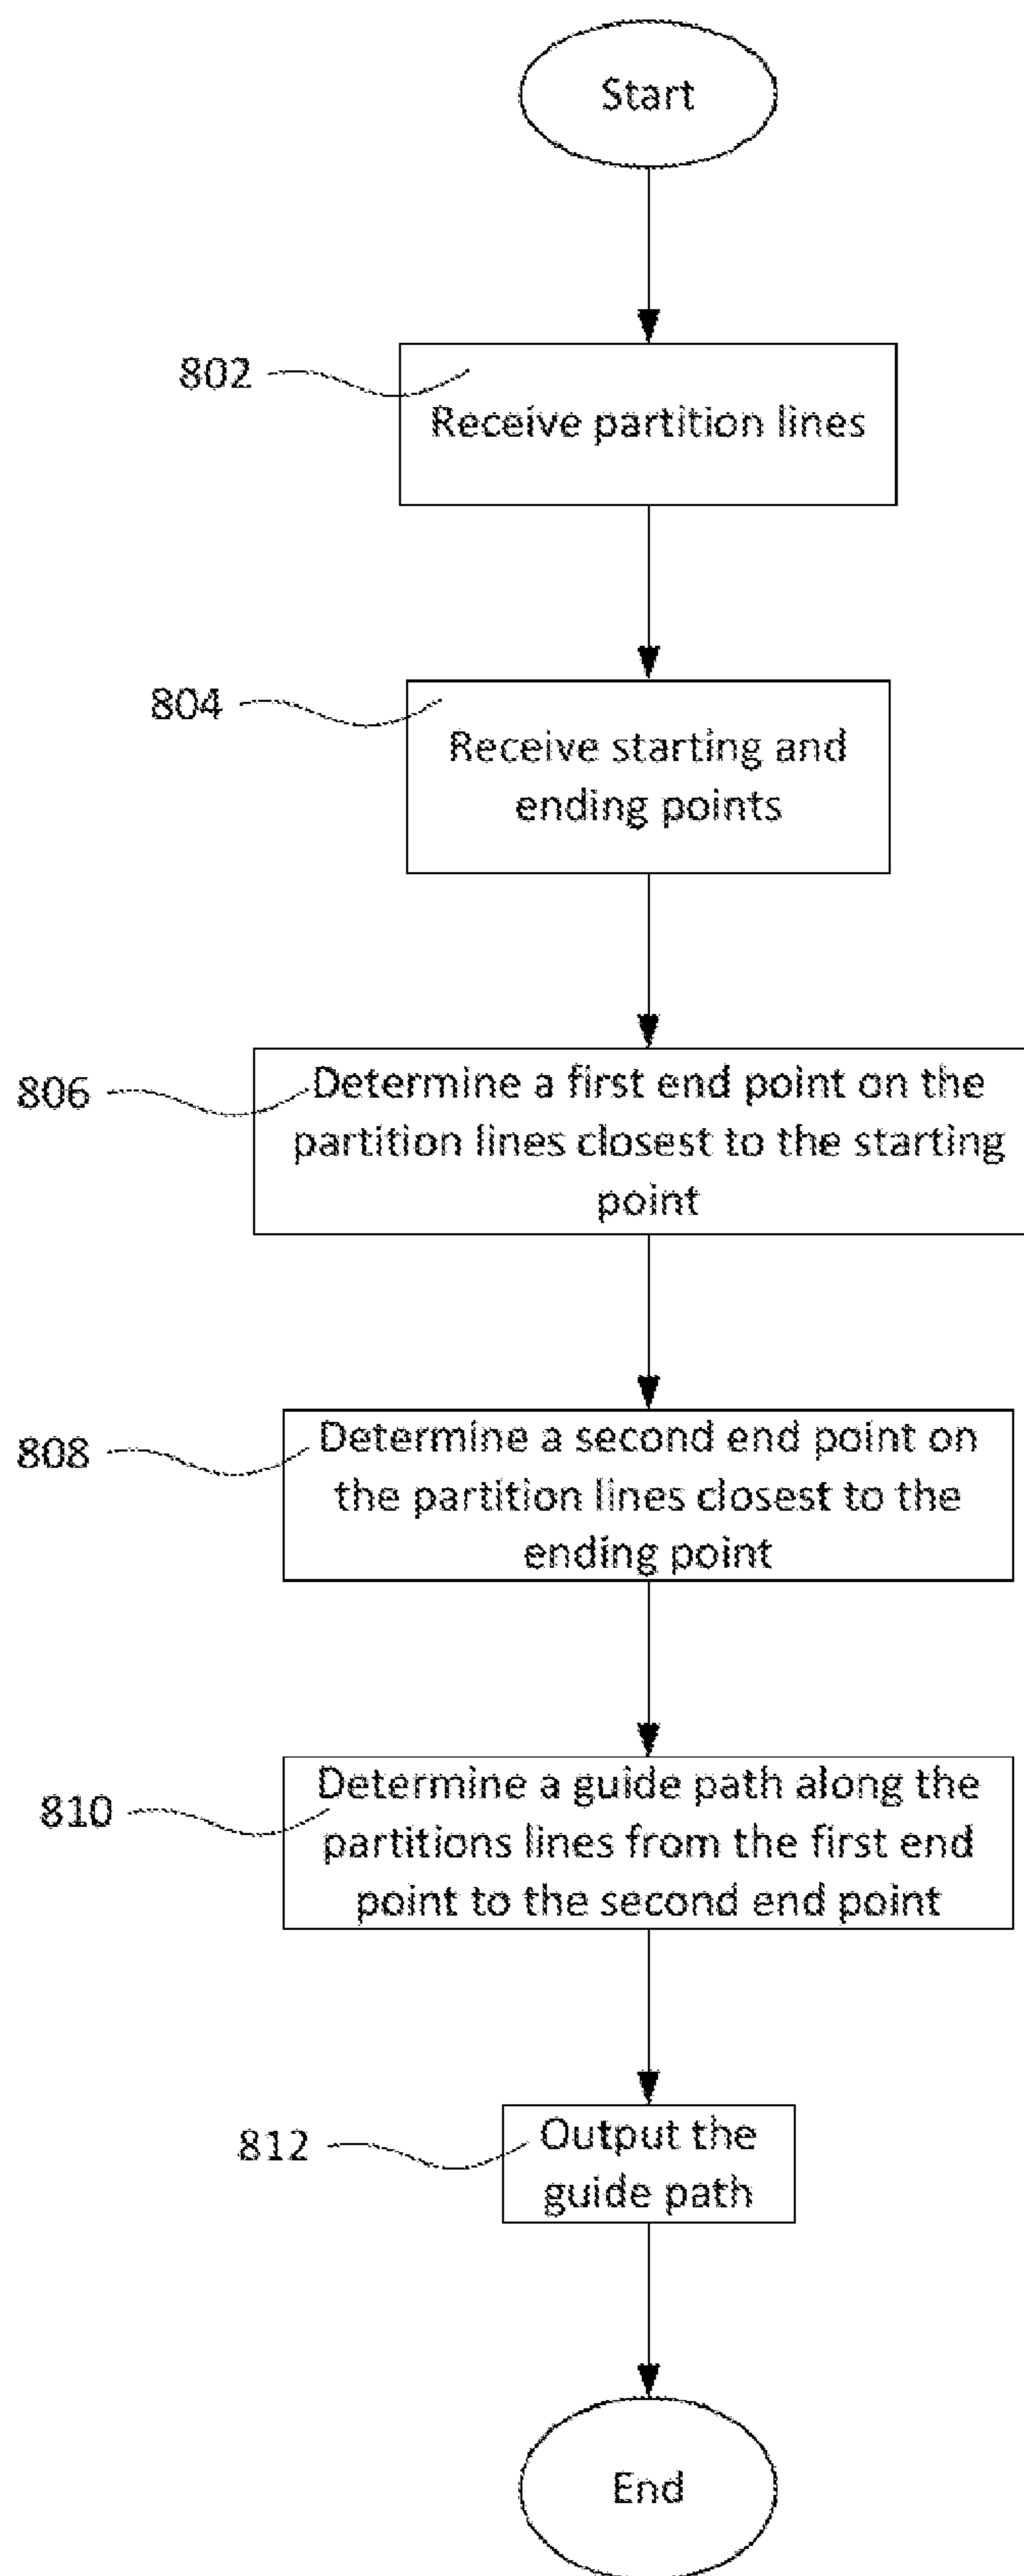 Start
802
Receive partition lines
804
Receive starting and
ending points
806
Determine a first end point on the
partition lines closest to the starting
point
808
Determine a second end point on
the partition lines closest to the
ending point
810
Determine a guide path along the
partitions lines from the first end
point to the second end point
812
Output the
guide path
End